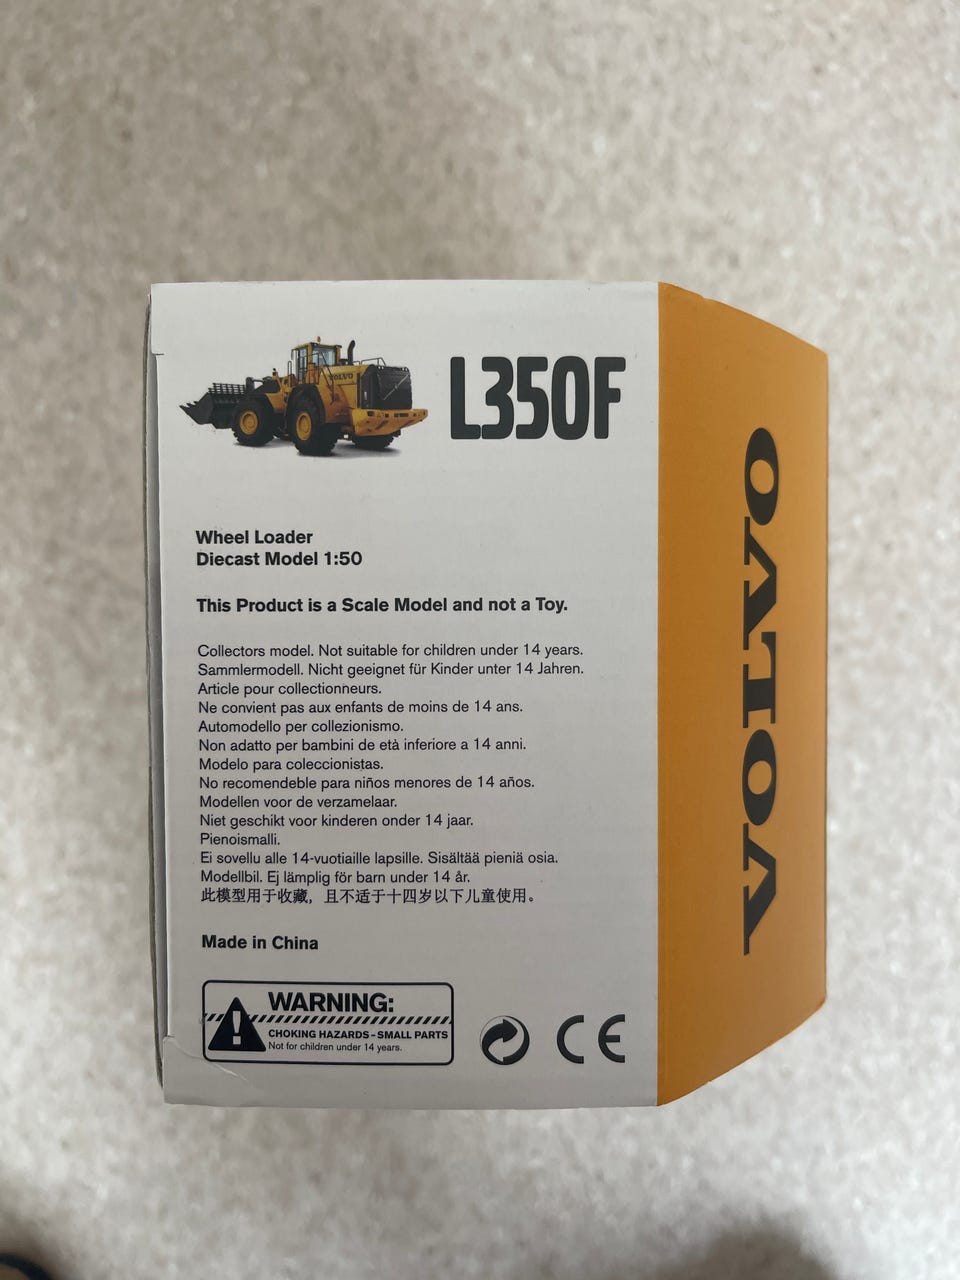 VOLVO
L350F
Wheel Loader
Diecast Model 1:50
This Product is a Scale Model and not a Toy.
Collectors model. Not suitable for children under 14 years.
Sammlermodell. Nicht geeignet für Kinder unter 14 Jahren.
Article pour collectionneurs.
Ne convient pas aux enfants de moins de 14 ans.
Automodello per collezionismo.
Non adatto per bambini de età inferiore a 14 anni.
Modelo para coleccionistas.
No recomendeble para niños menores de 14 años.
Modellen voor de verzamelaar.
Niet geschikt voor kinderen onder 14 jaar.
Pienoismalli.
Ei sovellu alle 14-vuotiaille lapsille. Sisältää pieniä osia.
Modellbil. Ej lämplig för barn under 14 år.
此模型用于收藏，且不适于十四岁以下儿童使用。
Made in China
WARNING:
CHOKING HAZARDS - SMALL PARTS
Not for children under 14 years.
CE
VOLVO